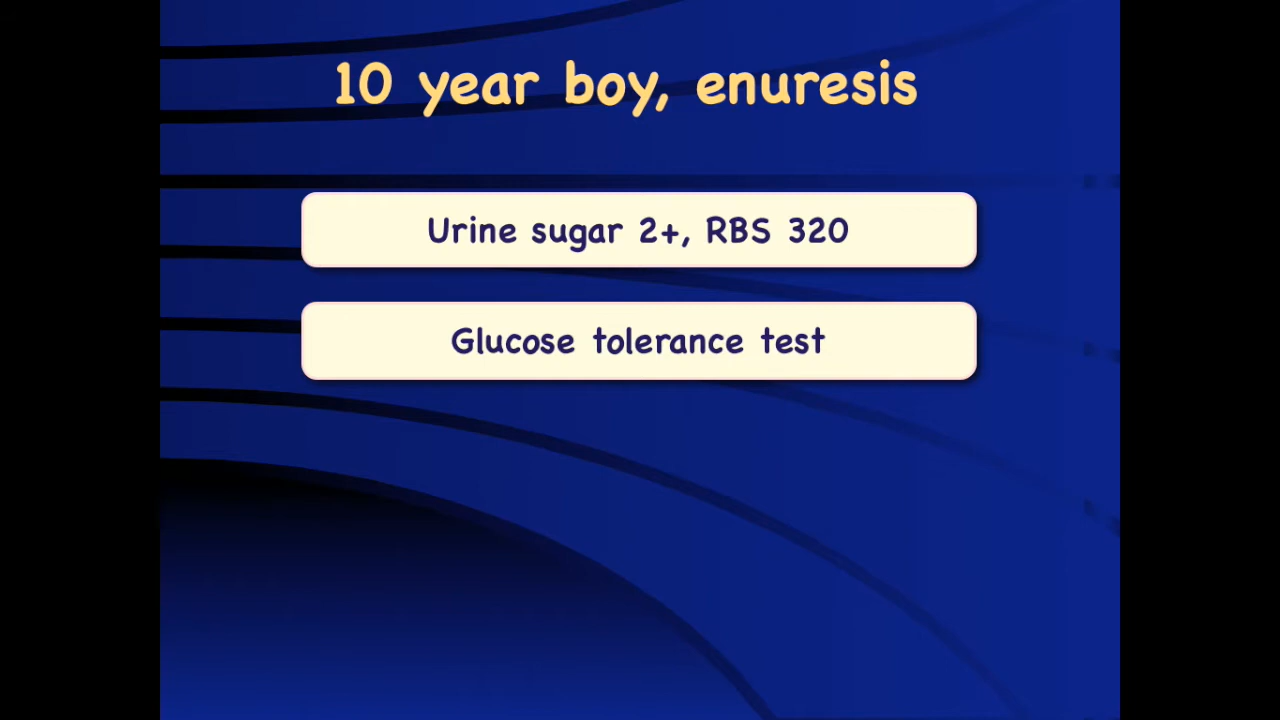 10 year boy, enuresis
Urine sugar 2+, RBS 320
Glucose tolerance test